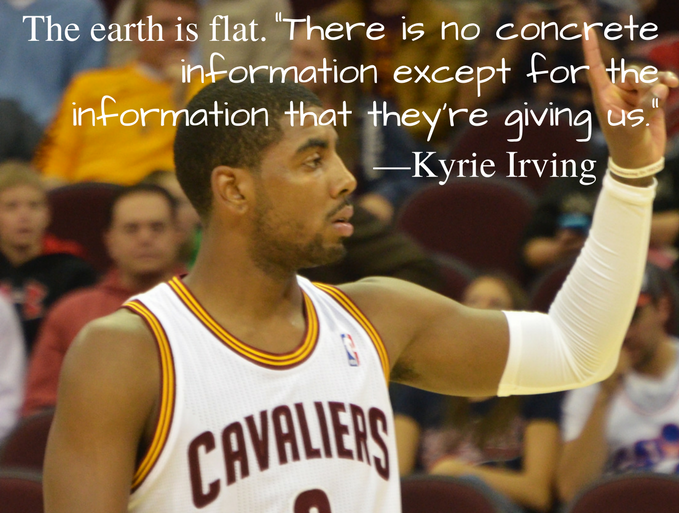 The earth is flat. "There is no concrete
information except for the
information that they're giving us."
—Kyrie Irving
CAVALIERS